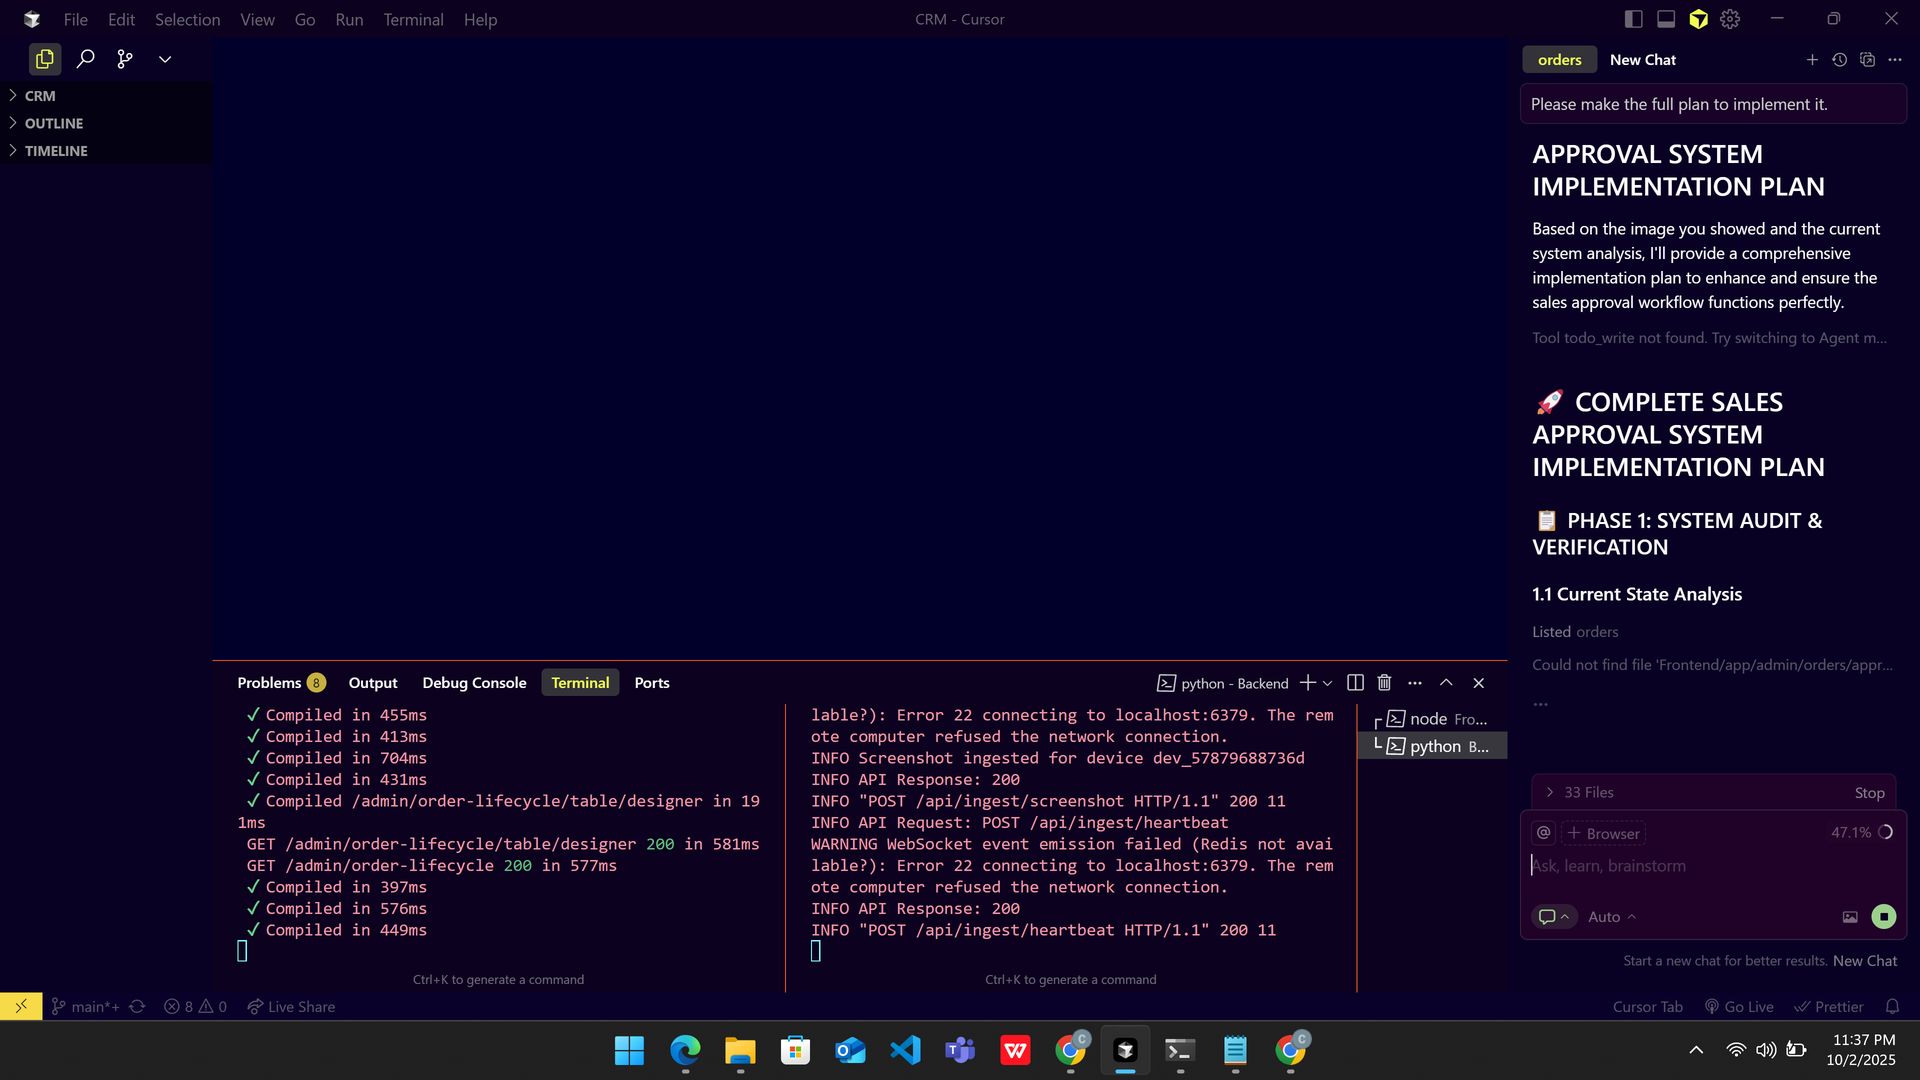 File Edit Selection View Go Run Terminal Help
CRM - Cursor
CRM
OUTLINE
TIMELINE
orders New Chat
Please make the full plan to implement it.
APPROVAL SYSTEM
IMPLEMENTATION PLAN
Based on the image you showed and the current
system analysis, I'll provide a comprehensive
implementation plan to enhance and ensure the
sales approval workflow functions perfectly.
Tool todo_write not found. Try switching to Agent m...
🚀 COMPLETE SALES
APPROVAL SYSTEM
IMPLEMENTATION PLAN
📋 PHASE 1: SYSTEM AUDIT &
VERIFICATION
1.1 Current State Analysis
Listed orders
Could not find file 'Frontend/app/admin/orders/appr...
...
33 Files Stop
@ + Browser 47.1%
Ask, learn, brainstorm
Auto
Start a new chat for better results. New Chat
Problems 8 Output Debug Console Terminal Ports
python - Backend
✓ Compiled in 455ms
✓ Compiled in 413ms
✓ Compiled in 704ms
✓ Compiled in 431ms
✓ Compiled /admin/order-lifecycle/table/designer in 19
1ms
GET /admin/order-lifecycle/table/designer 200 in 581ms
GET /admin/order-lifecycle 200 in 577ms
✓ Compiled in 397ms
✓ Compiled in 576ms
✓ Compiled in 449ms
Ctrl+K to generate a command
lable?): Error 22 connecting to localhost:6379. The rem
ote computer refused the network connection.
INFO Screenshot ingested for device dev_57879688736d
INFO API Response: 200
INFO "POST /api/ingest/screenshot HTTP/1.1" 200 11
INFO API Request: POST /api/ingest/heartbeat
WARNING WebSocket event emission failed (Redis not avai
lable?): Error 22 connecting to localhost:6379. The rem
ote computer refused the network connection.
INFO API Response: 200
INFO "POST /api/ingest/heartbeat HTTP/1.1" 200 11
Ctrl+K to generate a command
node Fro...
python B...
main*+ 8 0 Live Share
Cursor Tab Go Live Prettier
11:37 PM
10/2/2025